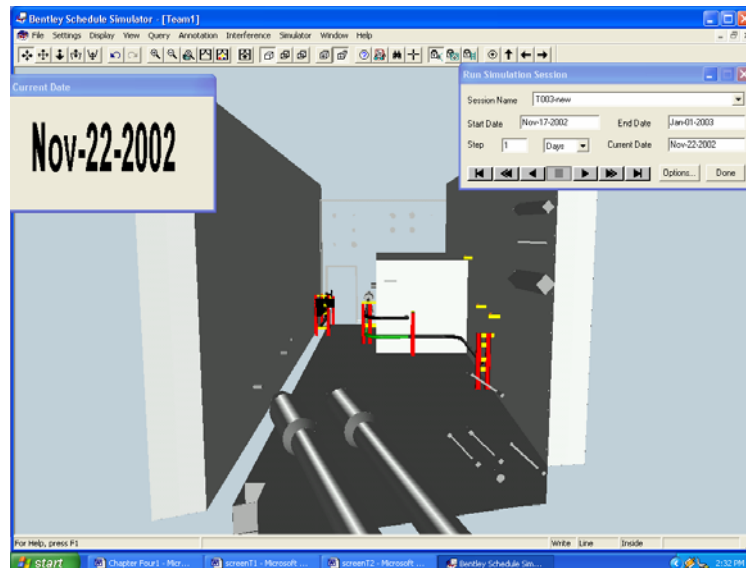 Bentley Schedule Simulator - [Team1]
File Settings Display View Query Annotation Interference Simulator Window Help
Current Date
Nov-22-2002
Run Simulation Session
Session Name T003-new
Start Date Nov-17-2002 End Date Jan-01-2003
Step 1 Days Current Date Nov-22-2002
Options... Done
For Help, press F1 Write Line Inside
start Chapter Four1 - Micr... screenT1 - Microsoft ... screenT2 - Microsoft ... Bentley Schedule Sim... 2:32 PM